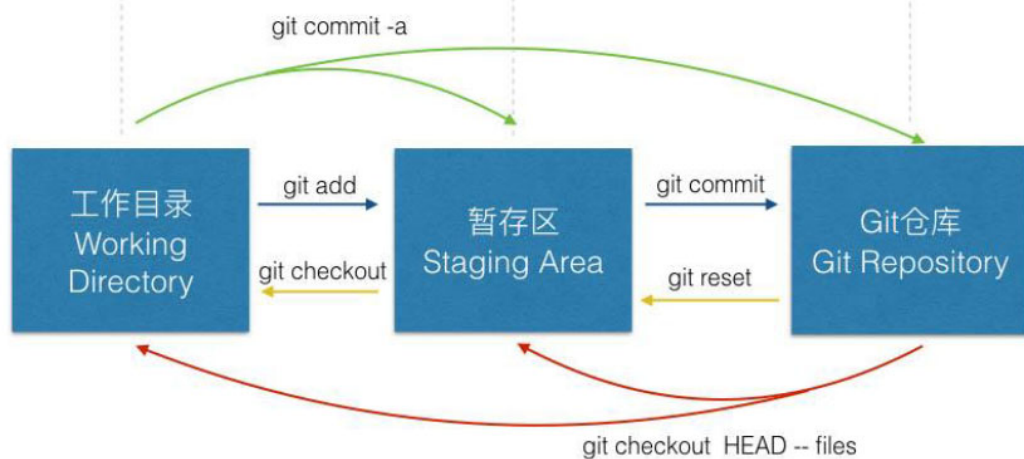 git commit -a
工作目录
Working
Directory
git add
git checkout
暂存区
Staging Area
git commit
git reset
Git仓库
Git Repository
git checkout HEAD -- files